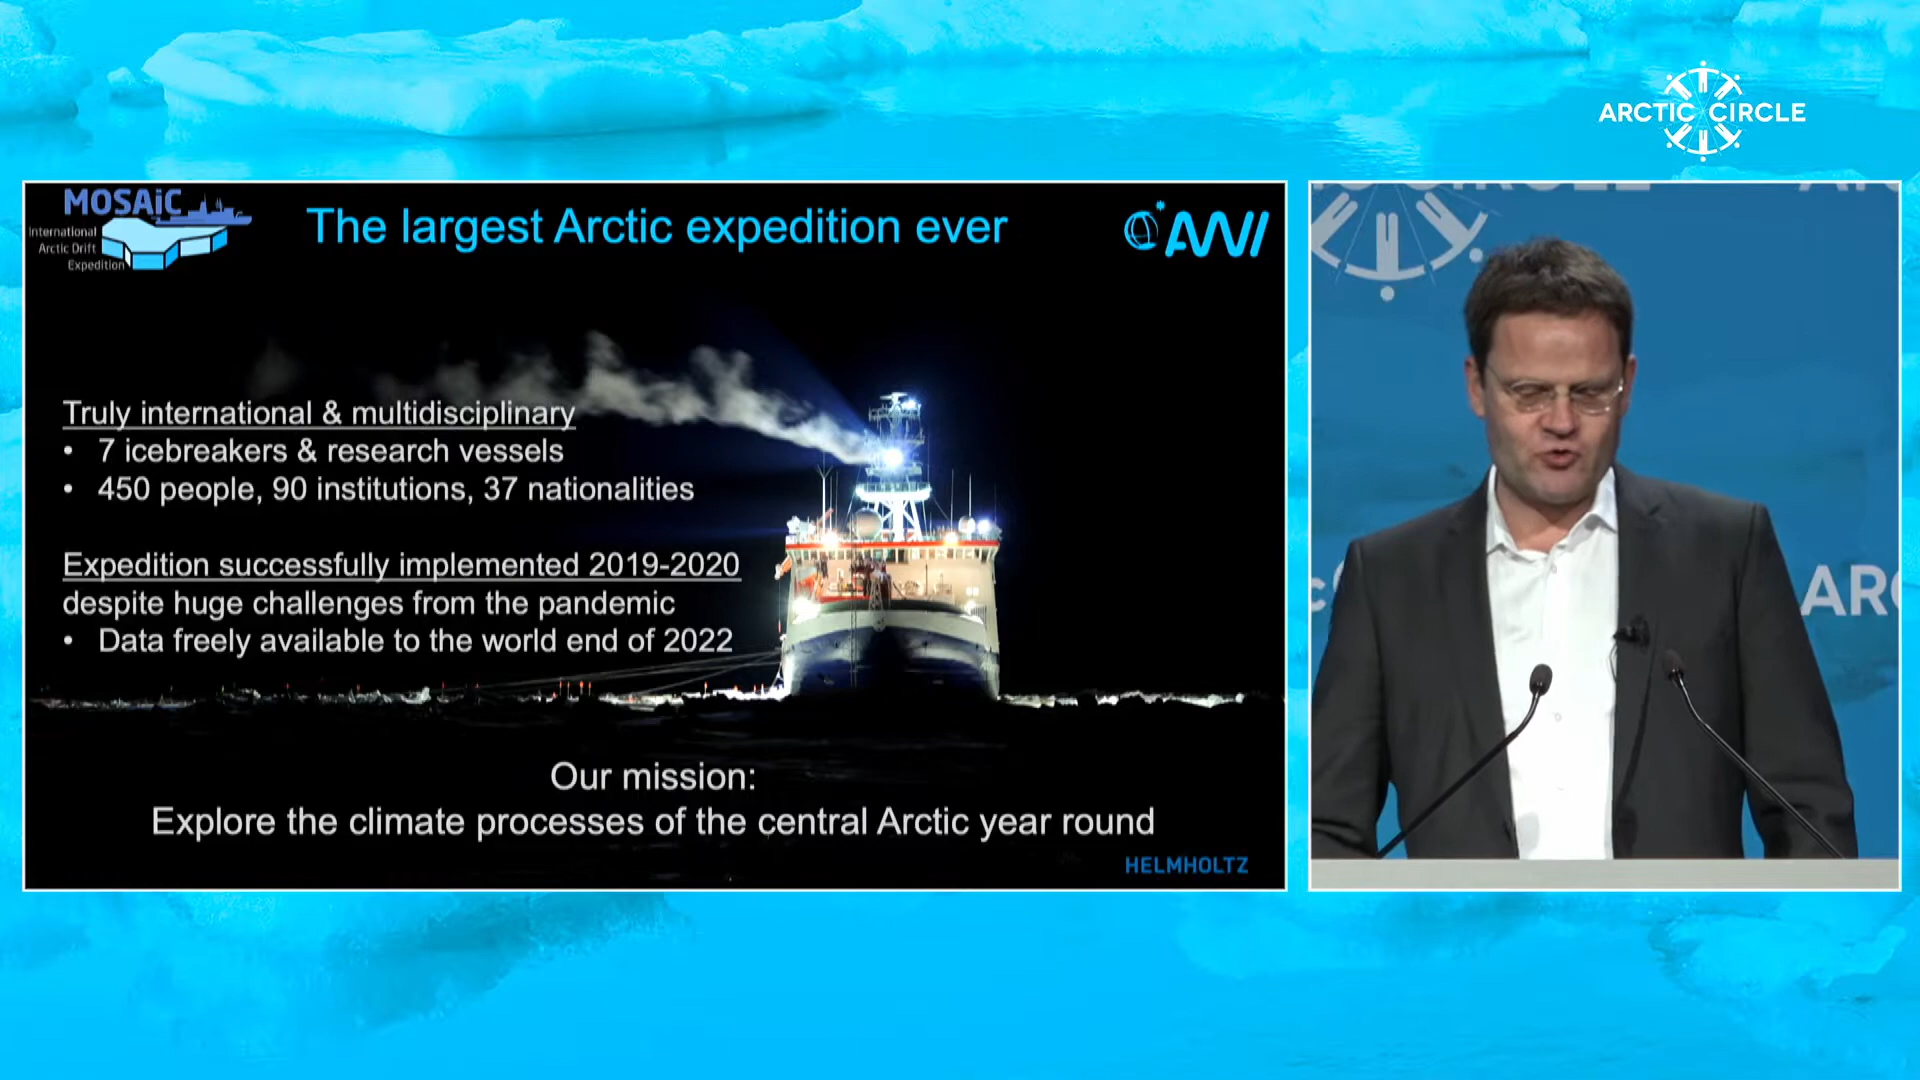 ARCTIC CIRCLE
MOSAiC
International
Arctic Drift
Expedition
The largest Arctic expedition ever
AWI
Truly international & multidisciplinary
• 7 icebreakers & research vessels
• 450 people, 90 institutions, 37 nationalities
Expedition successfully implemented 2019-2020
despite huge challenges from the pandemic
• Data freely available to the world end of 2022
Our mission:
Explore the climate processes of the central Arctic year round
HELMHOLTZ